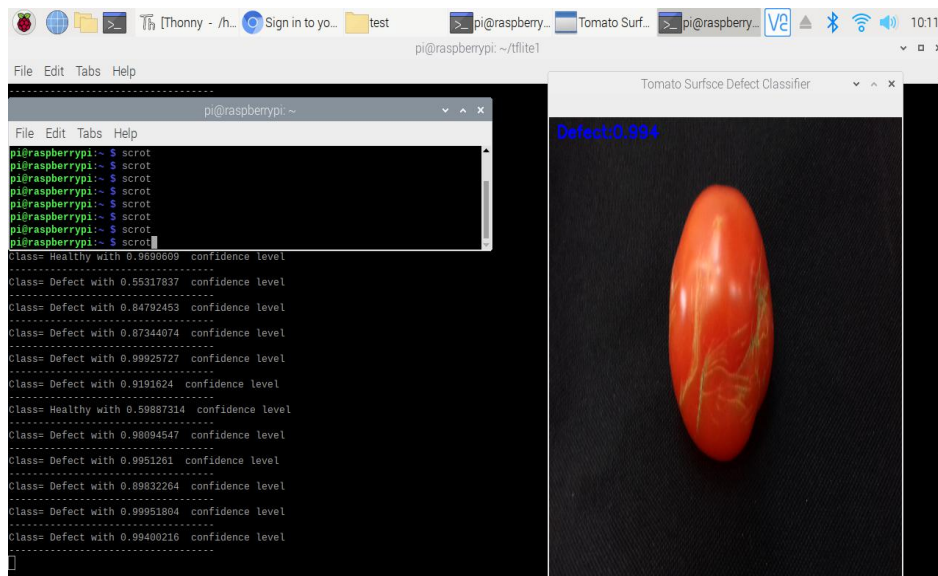 [Thonny - /h...
Sign in to yo...
test
pi@raspberry...
Tomato Surf...
pi@raspberry...
10:11
pi@raspberrypi: ~/tflite1
File Edit Tabs Help
----------------------------------
pi@raspberrypi: ~
File Edit Tabs Help
pi@raspberrypi:~ $ scrot
pi@raspberrypi:~ $ scrot
pi@raspberrypi:~ $ scrot
pi@raspberrypi:~ $ scrot
pi@raspberrypi:~ $ scrot
pi@raspberrypi:~ $ scrot
pi@raspberrypi:~ $ scrot
pi@raspberrypi:~ $ scrot
Class= Healthy with 0.9690609 confidence level
----------------------------------
Class= Defect with 0.55317837 confidence level
----------------------------------
Class= Defect with 0.84792453 confidence level
----------------------------------
Class= Defect with 0.87344074 confidence level
----------------------------------
Class= Defect with 0.99925727 confidence level
----------------------------------
Class= Defect with 0.9191624 confidence level
----------------------------------
Class= Healthy with 0.59887314 confidence level
----------------------------------
Class= Defect with 0.98094547 confidence level
----------------------------------
Class= Defect with 0.9951261 confidence level
----------------------------------
Class= Defect with 0.89832264 confidence level
----------------------------------
Class= Defect with 0.99951804 confidence level
----------------------------------
Class= Defect with 0.99400216 confidence level
----------------------------------
Tomato Surfsce Defect Classifier
Defect:0.994